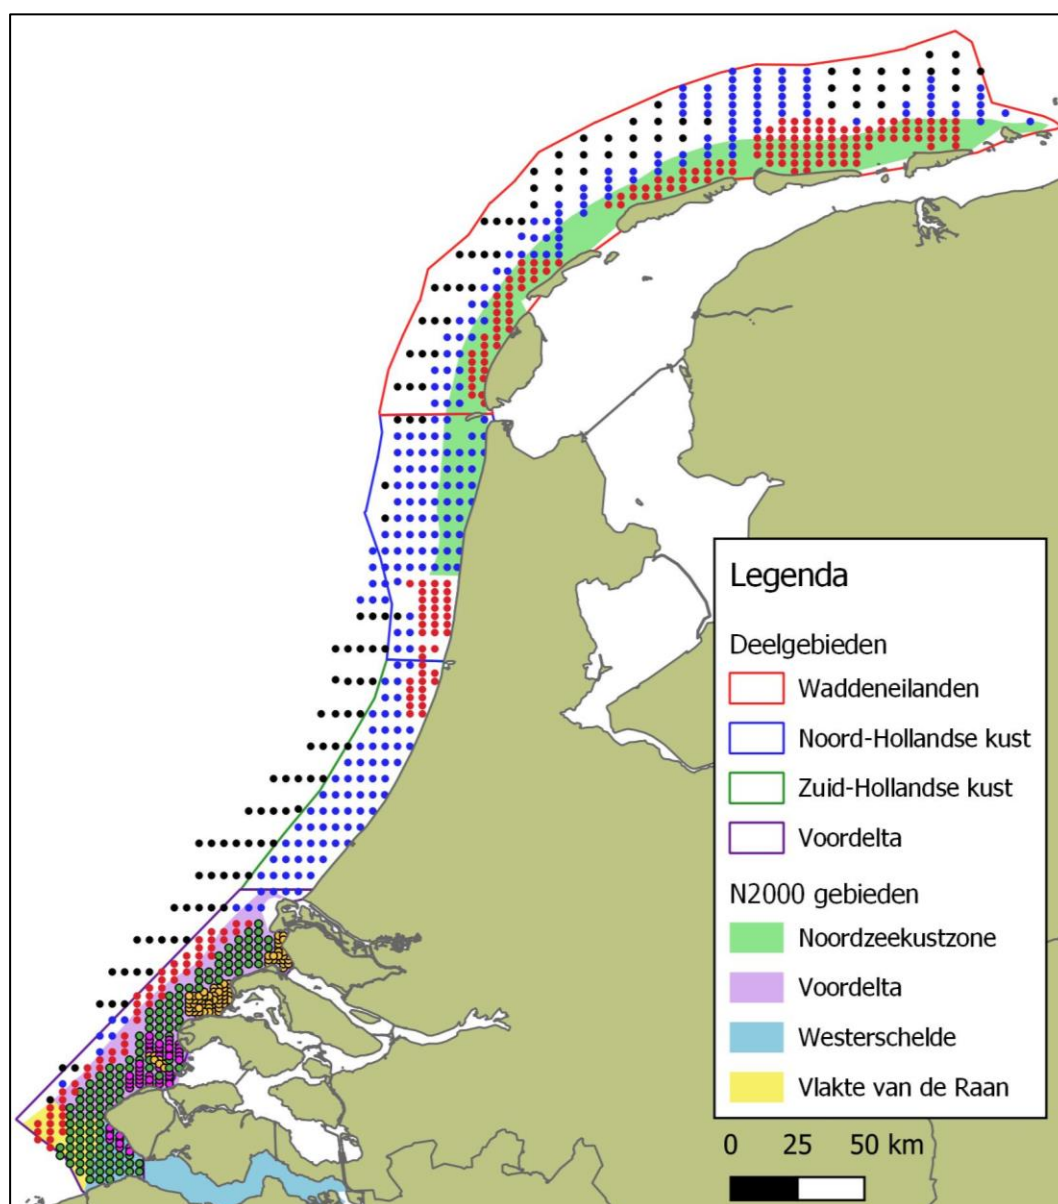 Legenda
Deelgebieden
Waddeneilanden
Noord-Hollandse kust
Zuid-Hollandse kust
Voordelta
N2000 gebieden
Noordzeekustzone
Voordelta
Westerschelde
Vlakte van de Raan
0 25 50 km